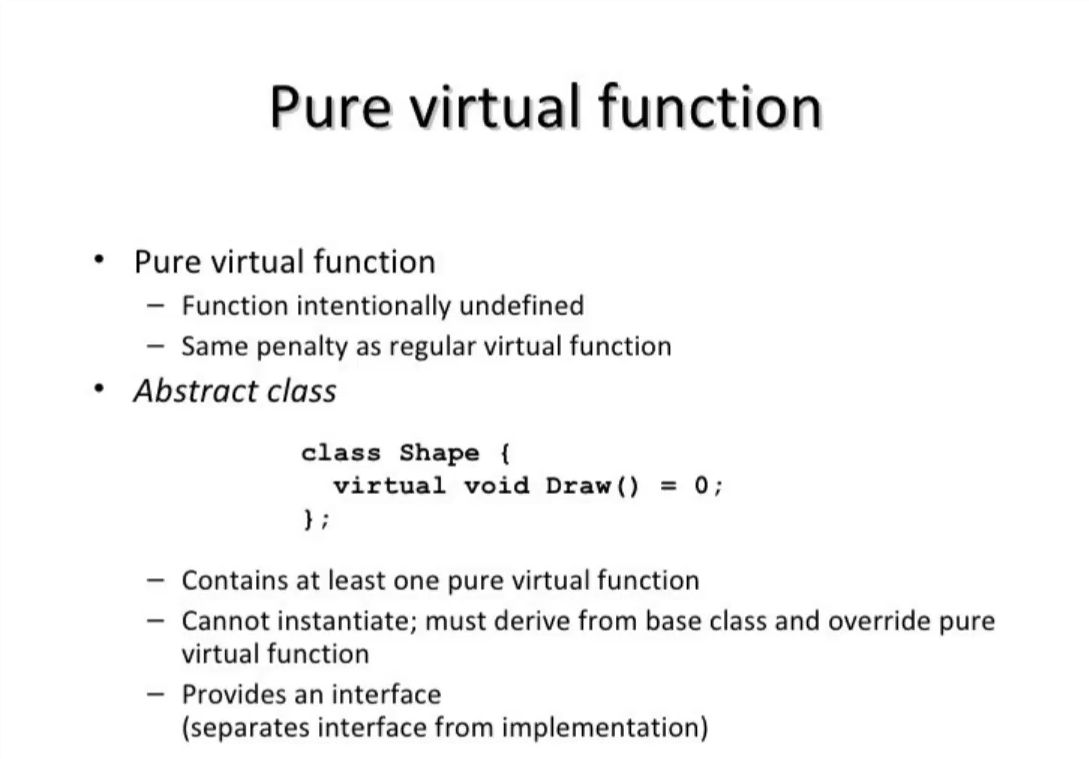 Pure virtual function
• Pure virtual function
– Function intentionally undefined
– Same penalty as regular virtual function
• Abstract class
class Shape {
virtual void Draw() = 0;
};
– Contains at least one pure virtual function
– Cannot instantiate; must derive from base class and override pure
virtual function
– Provides an interface
(separates interface from implementation)